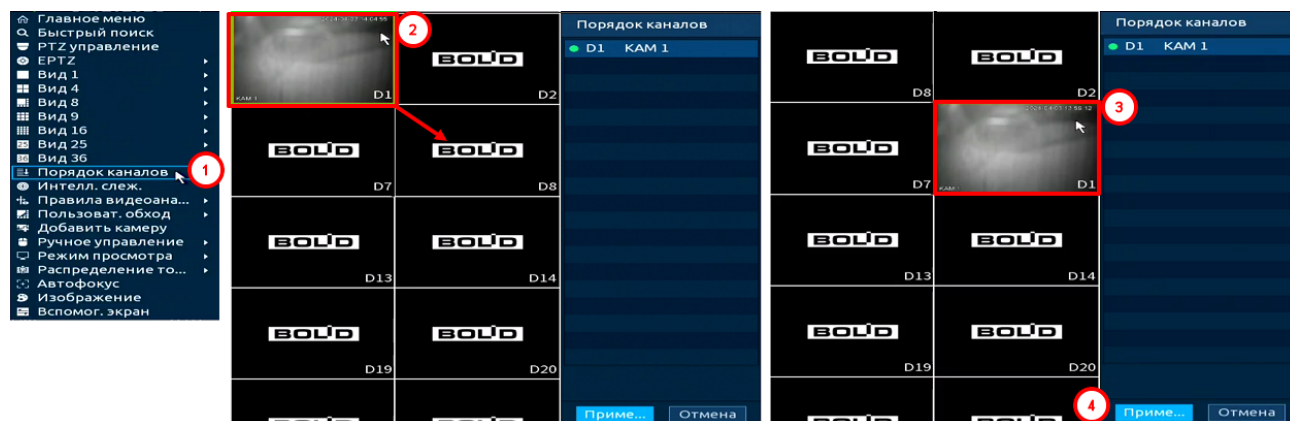 Главное меню
Быстрый поиск
PTZ управление
EPTZ
Вид 1
Вид 4
Вид 8
Вид 9
Вид 16
Вид 25
Вид 36
Порядок каналов
1
Интелл. слеж.
Правила видеоана...
Пользоват. обход
Добавить камеру
Ручное управление
Режим просмотра
Распределение то...
Автофокус
Изображение
Вспомог. экран
2
KAM 1
D1
BOLID
D2
BOLID
D7
BOLID
D8
BOLID
D13
BOLID
D14
BOLID
D19
BOLID
D20
Порядок каналов
D1 КАМ 1
Приме... Отмена
BOLID
D8
BOLID
D2
BOLID
D7
KAM 1
D1
3
BOLID
D13
BOLID
D14
BOLID
D19
BOLID
D20
4
Порядок каналов
D1 КАМ 1
Приме... Отмена